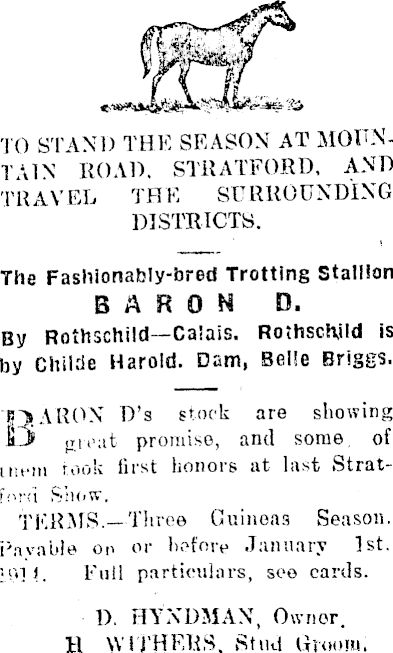 TO STAND THE SEASON AT MOUN-
TAIN ROAD, STRATFORD, AND
TRAVEL THE SURROUNDING
DISTRICTS.
The Fashionably-bred Trotting Stallion
BARON D.
By Rothschild—Calais. Rothschild is
by Childe Harold. Dam, Belle Briggs.
BARON D's stock are showing
great promise, and some of
them took first honors at last Strat-
ford Show.
TERMS.—Three Guineas Season.
Payable on or before January 1st.
1914. Full particulars, see cards.
D. HYNDMAN, Owner.
H. WITHERS, Stud Groom.